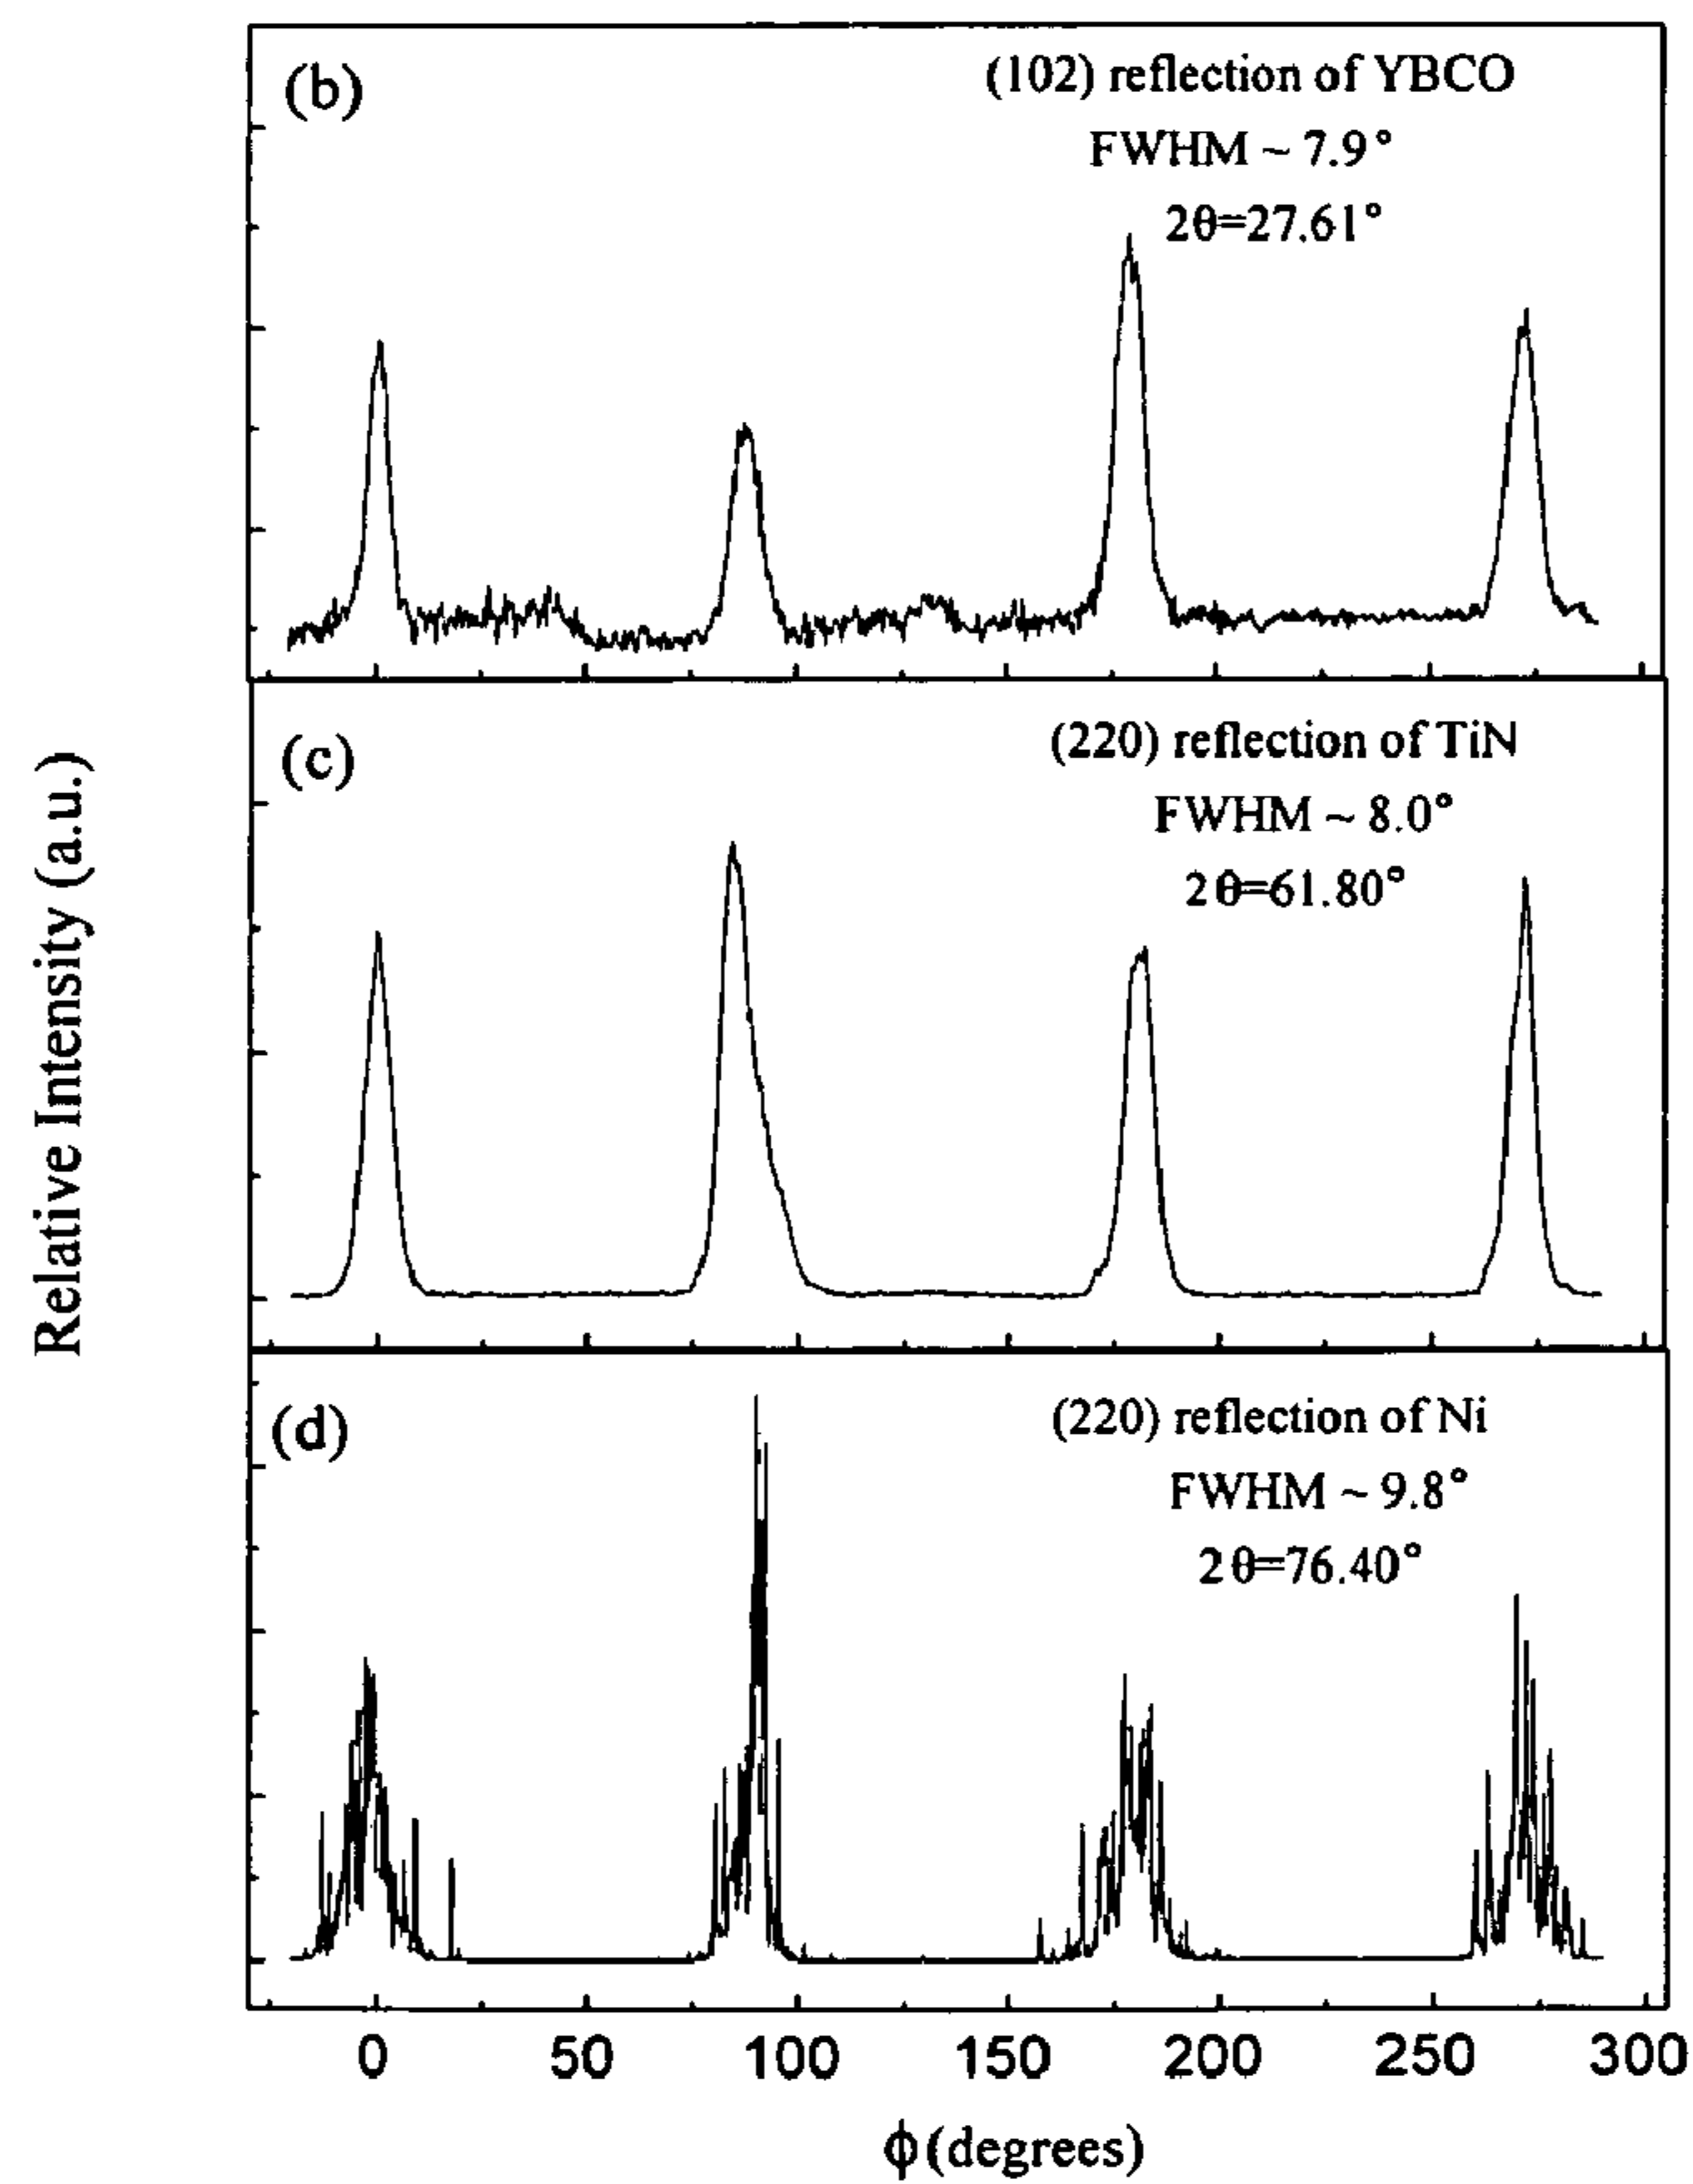 (b)
(102) reflection of YBCO
FWHM ~ 7.9°
2θ=27.61°
(c)
(220) reflection of TiN
FWHM ~ 8.0°
2θ=61.80°
(d)
(220) reflection of Ni
FWHM ~ 9.8°
2θ=76.40°
Relative Intensity (a.u.)
0 50 100 150 200 250 300
ϕ(degrees)